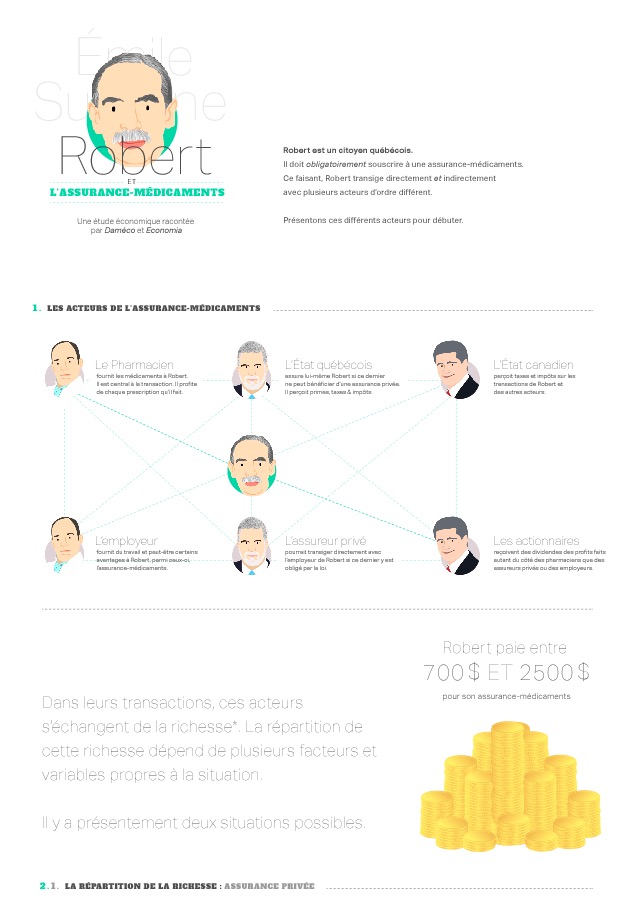 Émile
Suzanne
Robert
ET
L'ASSURANCE-MÉDICAMENTS
Une étude économique racontée
par Daméco et Economia
Robert est un citoyen québécois.
Il doit obligatoirement souscrire à une assurance-médicaments.
Ce faisant, Robert transige directement et indirectement
avec plusieurs acteurs d'ordre différent.
Présentons ces différents acteurs pour débuter.
1. LES ACTEURS DE L'ASSURANCE-MÉDICAMENTS
Le Pharmacien
fournit les médicaments à Robert.
Il est central à la transaction. Il profite
de chaque prescription qu'il fait.
L'État québécois
assure lui-même Robert si ce dernier
ne peut bénéficier d'une assurance privée.
Il perçoit primes, taxes & impôts
L'État canadien
perçoit taxes et impôts sur les
transactions de Robert et
des autres acteurs
L'employeur
fournit du travail et peut-être certains
avantages à Robert, parmi ceux-ci,
l'assurance-médicaments.
L'assureur privé
pourrait transiger directement avec
l'employeur de Robert si ce dernier y est
obligé par la loi.
Les actionnaires
reçoivent des dividendes des profits faits
autant du côté des pharmaciens que des
assureurs privés ou des employeurs.
Robert paie entre
700$ ET 2500$
pour son assurance-médicaments
Dans leurs transactions, ces acteurs
s'échangent de la richesse*. La répartition de
cette richesse dépend de plusieurs facteurs et
variables propres à la situation.
Il y a présentement deux situations possibles.
2.1. LA RÉPARTITION DE LA RICHESSE : ASSURANCE PRIVÉE